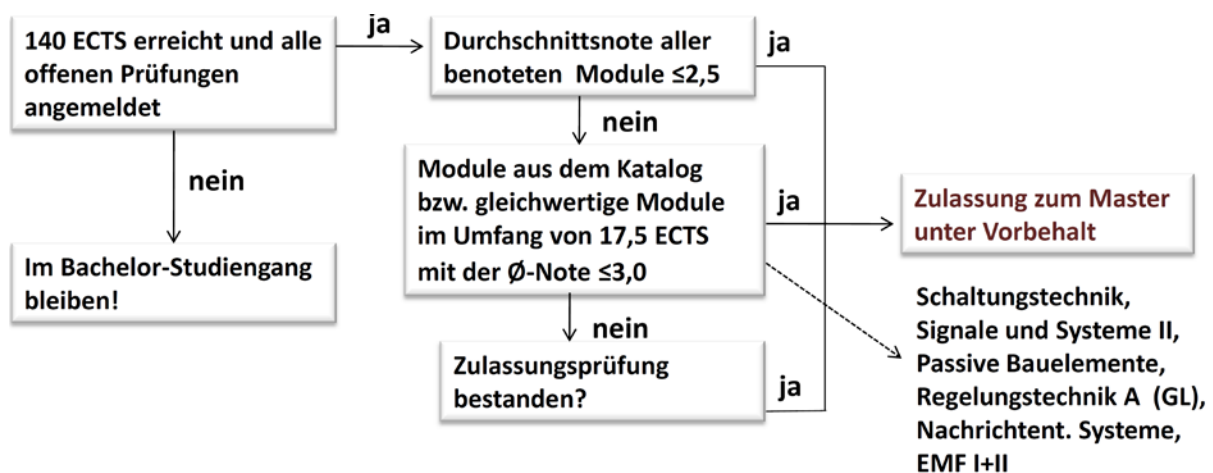 140 ECTS erreicht und alle
offenen Prüfungen
angemeldet
ja
Durchschnittsnote aller
benoteten Module ≤2,5
ja
nein
nein
Im Bachelor-Studiengang
bleiben!
Module aus dem Katalog
bzw. gleichwertige Module
im Umfang von 17,5 ECTS
mit der Ø-Note ≤3,0
ja
Zulassung zum Master
unter Vorbehalt
nein
Zulassungsprüfung
bestanden?
ja
Schaltungstechnik,
Signale und Systeme II,
Passive Bauelemente,
Regelungstechnik A (GL),
Nachrichtent. Systeme,
EMF I+II